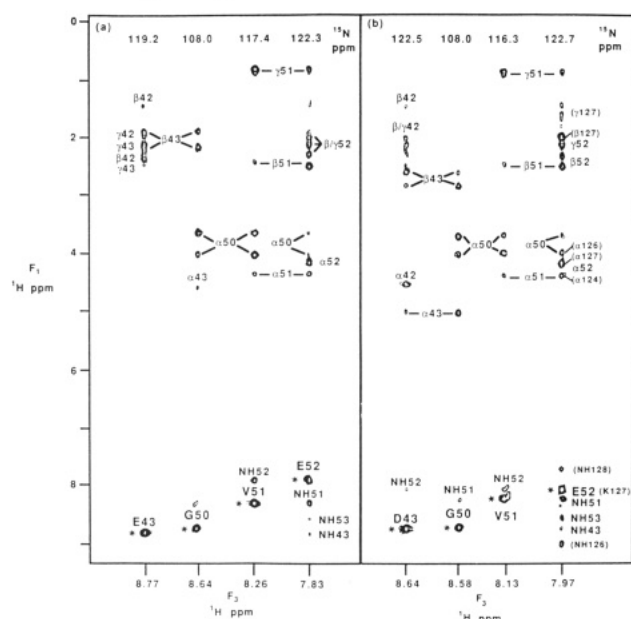 (a)
119.2 108.0 117.4 122.3
15N
ppm
γ51
β42
γ42
γ43
β42
γ43
β43
β/γ52
β51
α50
α50
α52
α43
α51
NH52
E52
V51
NH51
G50
NH53
E43
NH43
8.77 8.64 8.26 7.83
F3
1H ppm
(b)
122.5 108.0 116.3 122.7
15N
ppm
γ51
β42
(γ127)
β/γ42
(β127)
γ52
β51
β52
β43
α50
α50
(α126)
(α127)
α42
α52
α51
(α124)
α43
(NH128)
NH52
NH51
NH52
E52 (K127)
NH51
V51
NH53
D43
G50
NH43
(NH126)
8.64 8.58 8.13 7.97
F3
1H ppm
0
2
4
F1
1H ppm
6
8